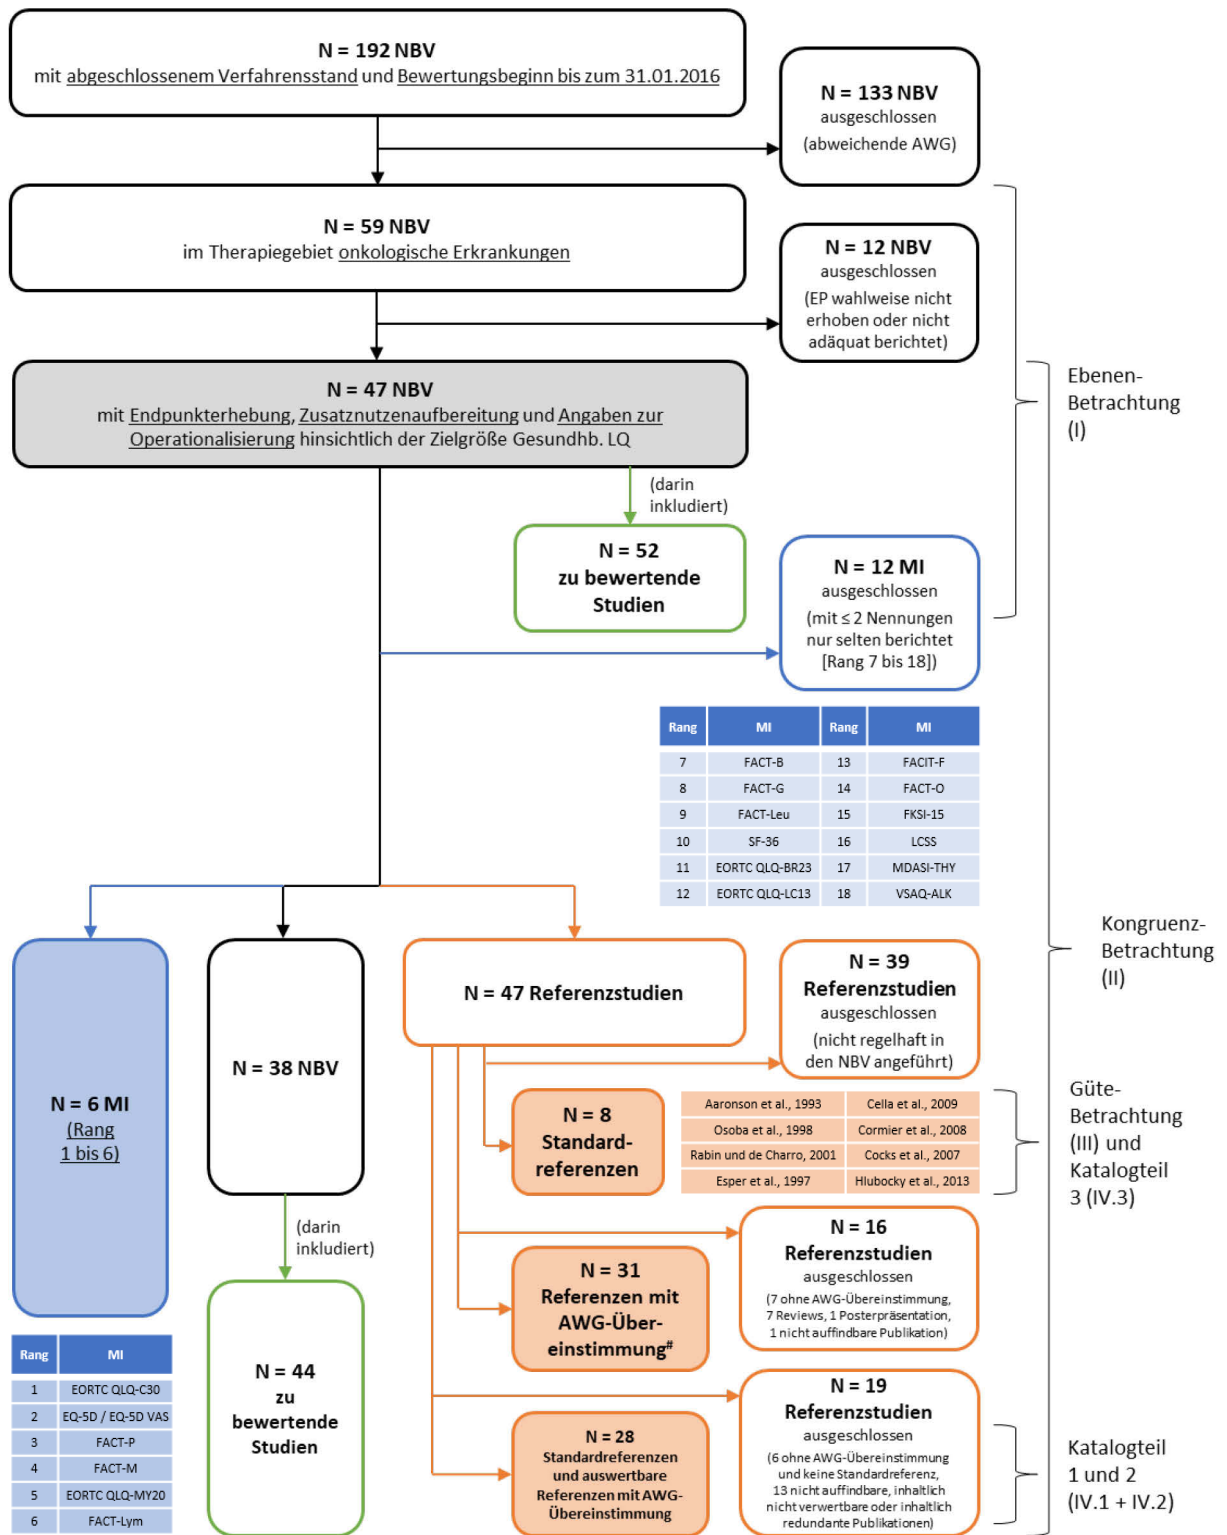 N = 192 NBV
mit abgeschlossenem Verfahrensstand und Bewertungsbeginn bis zum 31.01.2016
N = 133 NBV
ausgeschlossen
(abweichende AWG)
N = 59 NBV
im Therapiegebiet onkologische Erkrankungen
N = 12 NBV
ausgeschlossen
(EP wahlweise nicht
erhoben oder nicht
adäquat berichtet)
N = 47 NBV
mit Endpunkterhebung, Zusatznutzenaufbereitung und Angaben zur
Operationalisierung hinsichtlich der Zielgröße Gesundhb. LQ
Ebenen-
Betrachtung
(I)
(darin
inkludiert)
N = 52
zu bewertende
Studien
N = 12 MI
ausgeschlossen
(mit ≤ 2 Nennungen
nur selten berichtet
[Rang 7 bis 18])
Rang MI Rang MI
7 FACT-B 13 FACIT-F
8 FACT-G 14 FACT-O
9 FACT-Leu 15 FKSI-15
10 SF-36 16 LCSS
11 EORTC QLQ-BR23 17 MDASI-THY
12 EORTC QLQ-LC13 18 VSAQ-ALK
Kongruenz-
Betrachtung
(II)
N = 6 MI
(Rang
1 bis 6)
N = 38 NBV
N = 47 Referenzstudien
N = 39
Referenzstudien
ausgeschlossen
(nicht regelhaft in
den NBV angeführt)
N = 8
Standard-
referenzen
Aaronson et al., 1993 Cella et al., 2009
Osoba et al., 1998 Cormier et al., 2008
Rabin und de Charro, 2001 Cocks et al., 2007
Esper et al., 1997 Hlubocky et al., 2013
Güte-
Betrachtung
(III) und
Katalogteil
3 (IV.3)
(darin
inkludiert)
N = 31
Referenzen mit
AWG-Über-
einstimmung#
N = 16
Referenzstudien
ausgeschlossen
(7 ohne AWG-Übereinstimmung,
7 Reviews, 1 Posterpräsentation,
1 nicht auffindbare Publikation)
Rang MI
1 EORTC QLQ-C30
2 EQ-5D / EQ-5D VAS
3 FACT-P
4 FACT-M
5 EORTC QLQ-MY20
6 FACT-Lym
N = 44
zu
bewertende
Studien
N = 28
Standardreferenzen
und auswertbare
Referenzen mit AWG-
Übereinstimmung
N = 19
Referenzstudien
ausgeschlossen
(6 ohne AWG-Übereinstimmung
und keine Standardreferenz,
13 nicht auffindbare, inhaltlich
nicht verwertbare oder inhaltlich
redundante Publikationen)
Katalogteil
1 und 2
(IV.1 + IV.2)